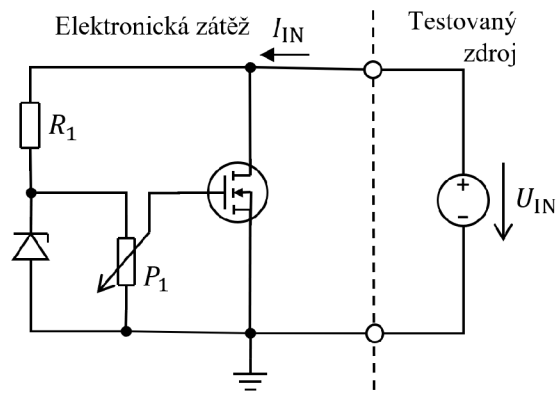 Elektronická zátěž
I_IN
Testovaný
zdroj
R_1
+
U_IN
−
P_1